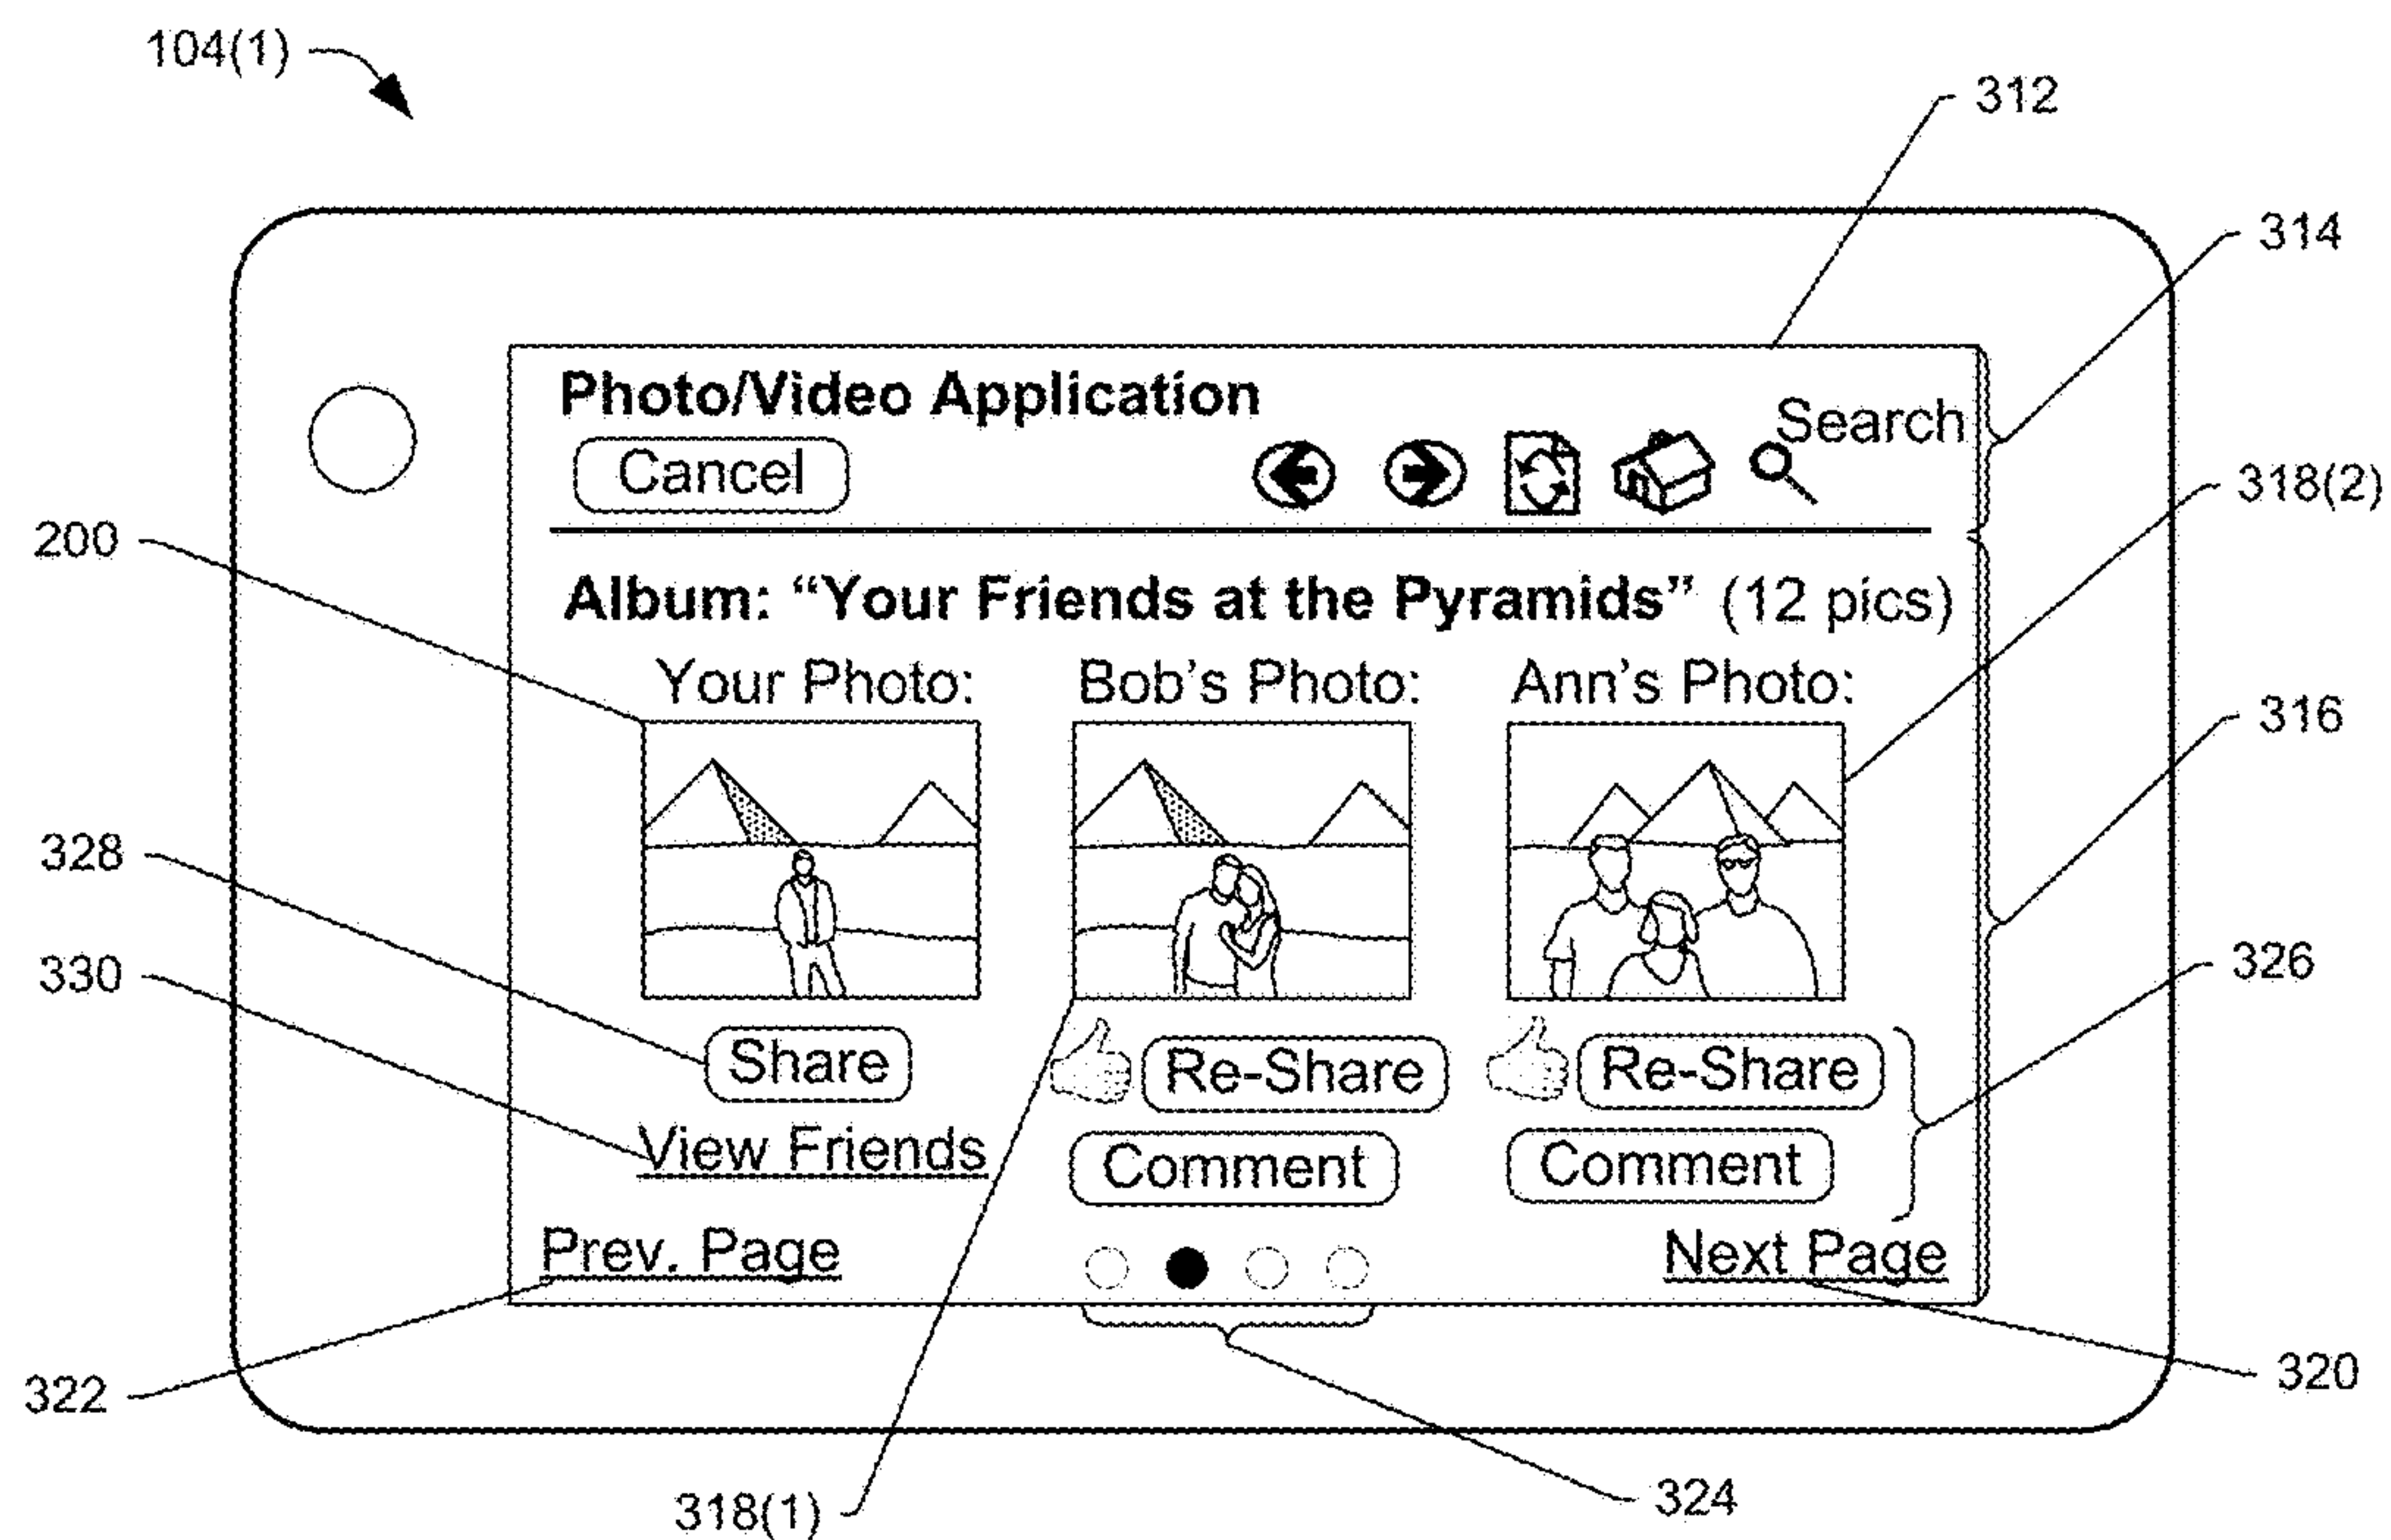 104(1)
312
314
Photo/Video Application
Search
Cancel
318(2)
200
Album: “Your Friends at the Pyramids” (12 pics)
Your Photo: Bob’s Photo: Ann’s Photo:
316
328
330
326
Share Re-Share Re-Share
View Friends Comment Comment
Prev. Page Next Page
322
320
318(1)
324